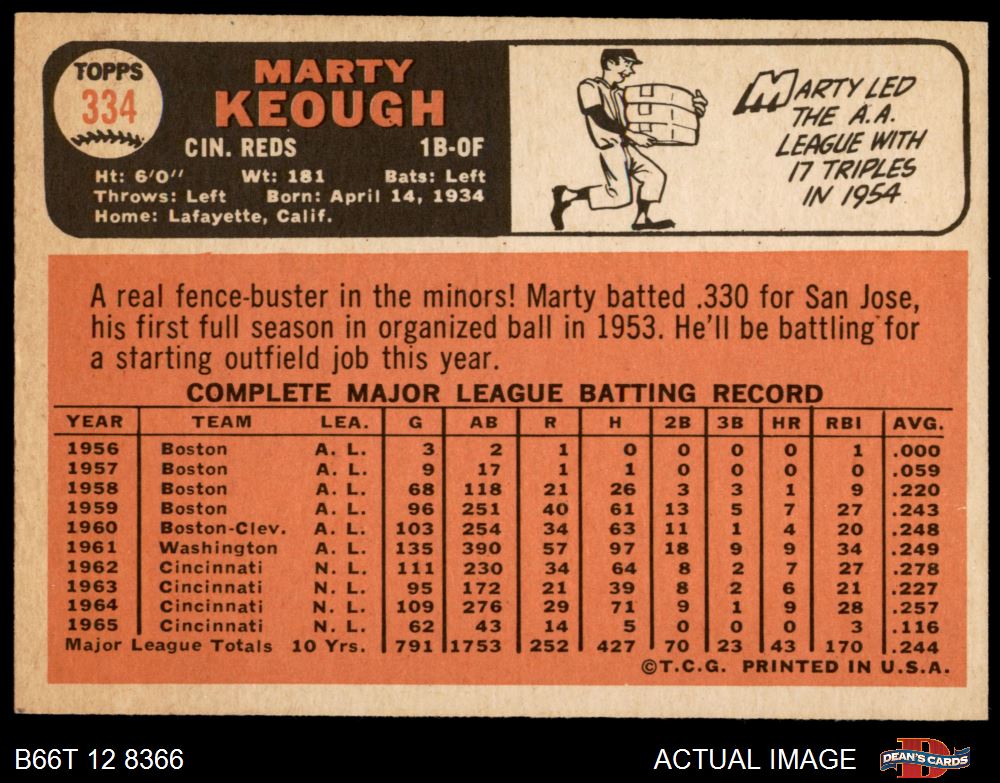 TOPPS
334
MARTY
KEOUGH
CIN. REDS 1B-OF
Ht: 6'0" Wt: 181 Bats: Left
Throws: Left Born: April 14, 1934
Home: Lafayette, Calif.
MARTY LED
THE A.A.
LEAGUE WITH
17 TRIPLES
IN 1954
A real fence-buster in the minors! Marty batted .330 for San Jose,
his first full season in organized ball in 1953. He'll be battling for
a starting outfield job this year.
COMPLETE MAJOR LEAGUE BATTING RECORD
YEAR TEAM LEA. G AB R H 2B 3B HR RBI AVG.
1956 Boston A. L. 3 2 1 0 0 0 0 1 .000
1957 Boston A. L. 9 17 1 1 0 0 0 0 .059
1958 Boston A. L. 68 118 21 26 3 3 1 9 .220
1959 Boston A. L. 96 251 40 61 13 5 7 27 .243
1960 Boston-Clev. A. L. 103 254 34 63 11 1 4 20 .248
1961 Washington A. L. 135 390 57 97 18 9 9 34 .249
1962 Cincinnati N. L. 111 230 34 64 8 2 7 27 .278
1963 Cincinnati N. L. 95 172 21 39 8 2 6 21 .227
1964 Cincinnati N. L. 109 276 29 71 9 1 9 28 .257
1965 Cincinnati N. L. 62 43 14 5 0 0 0 3 .116
Major League Totals 10 Yrs. 791 1753 252 427 70 23 43 170 .244
©T.C.G. PRINTED IN U.S.A.
B66T 12 8366 ACTUAL IMAGE DEAN'S CARDS